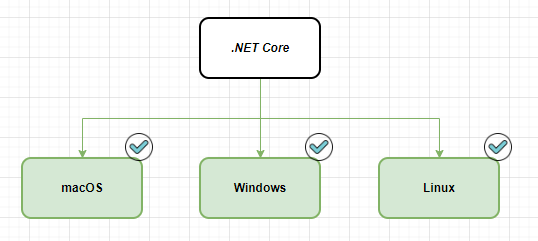 .NET Core
macOS
Windows
Linux